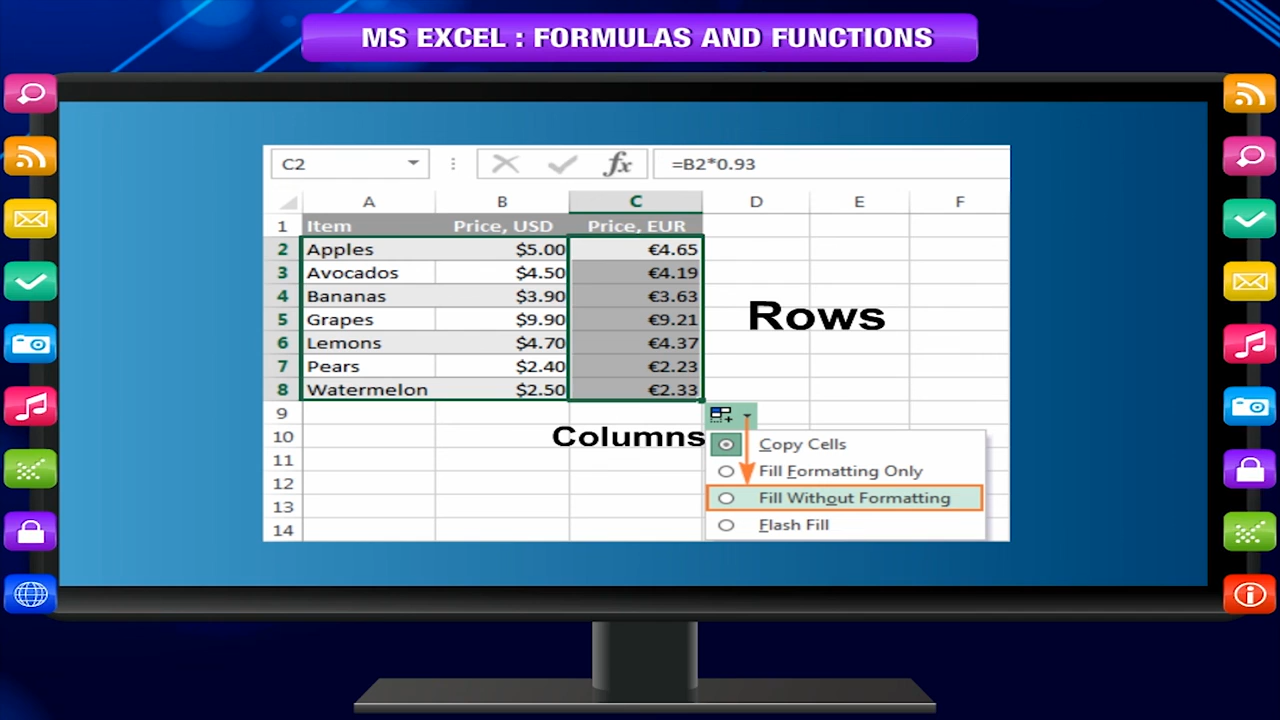 MS EXCEL : FORMULAS AND FUNCTIONS
C2 fx =B2*0.93
A B C D E F
1 Item Price, USD Price, EUR
2 Apples $5.00 €4.65
3 Avocados $4.50 €4.19
4 Bananas $3.90 €3.63
5 Grapes $9.90 €9.21
6 Lemons $4.70 €4.37
7 Pears $2.40 €2.23
8 Watermelon $2.50 €2.33
Rows
9
10
11
12
13
14
Columns
Copy Cells
Fill Formatting Only
Fill Without Formatting
Flash Fill